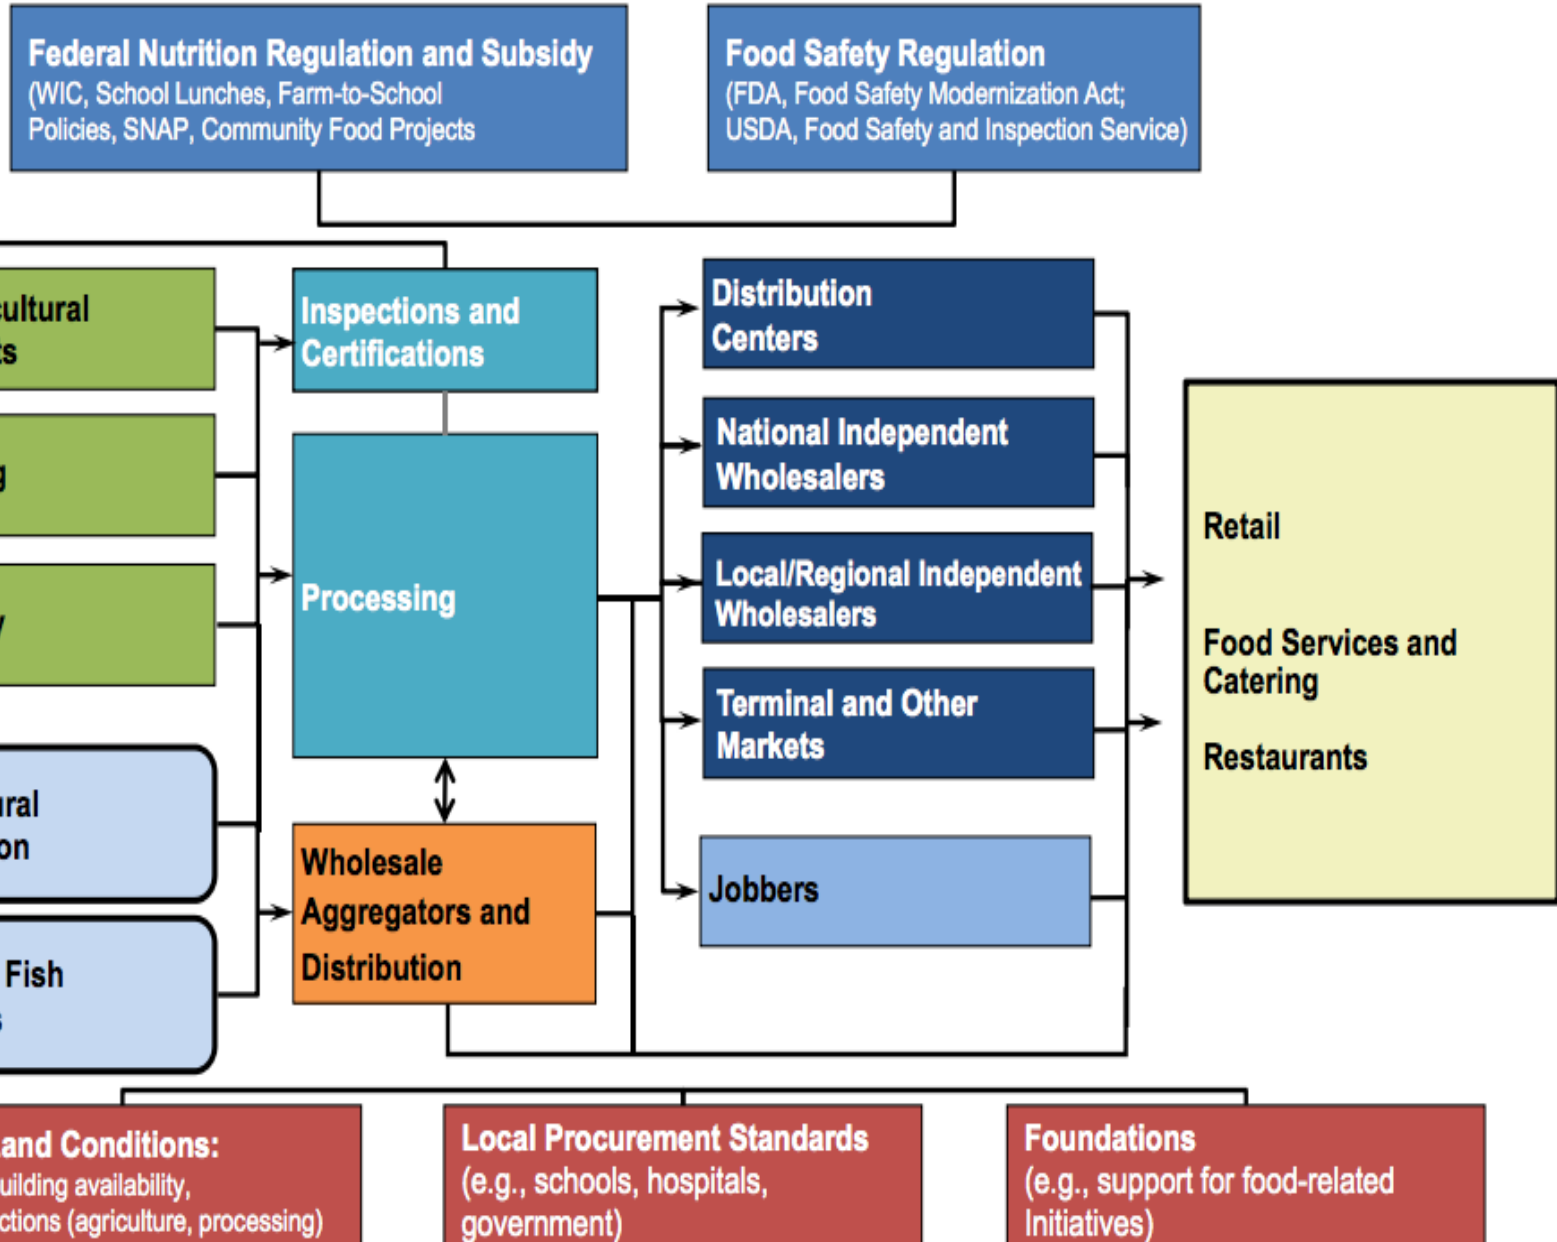 Federal Nutrition Regulation and Subsidy
(WIC, School Lunches, Farm-to-School
Policies, SNAP, Community Food Projects
Food Safety Regulation
(FDA, Food Safety Modernization Act;
USDA, Food Safety and Inspection Service)
cultural
ts
g
y
ural
on
Fish
s
Inspections and
Certifications
Processing
Wholesale
Aggregators and
Distribution
Distribution
Centers
National Independent
Wholesalers
Local/Regional Independent
Wholesalers
Terminal and Other
Markets
Jobbers
Retail
Food Services and
Catering
Restaurants
and Conditions:
uilding availability,
ctions (agriculture, processing)
Local Procurement Standards
(e.g., schools, hospitals,
government)
Foundations
(e.g., support for food-related
Initiatives)